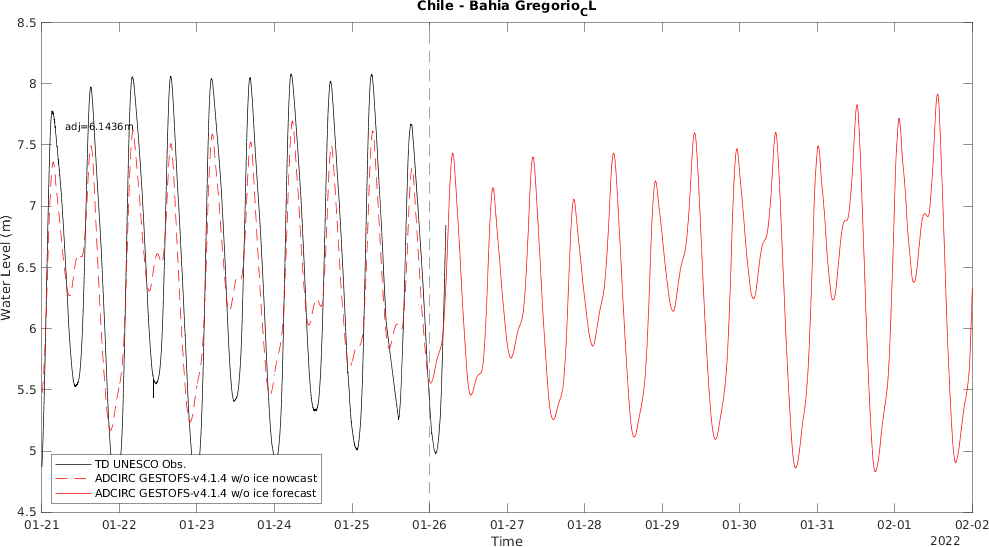 Chile - Bahia Gregorio_CL
8.5
8
7.5
7
6.5
6
5.5
5
4.5
Water Level (m)
adj=6.1436m
TD UNESCO Obs.
ADCIRC GESTOFS-v4.1.4 w/o ice nowcast
ADCIRC GESTOFS-v4.1.4 w/o ice forecast
01-21 01-22 01-23 01-24 01-25 01-26 01-27 01-28 01-29 01-30 01-31 02-01 02-02
Time
2022